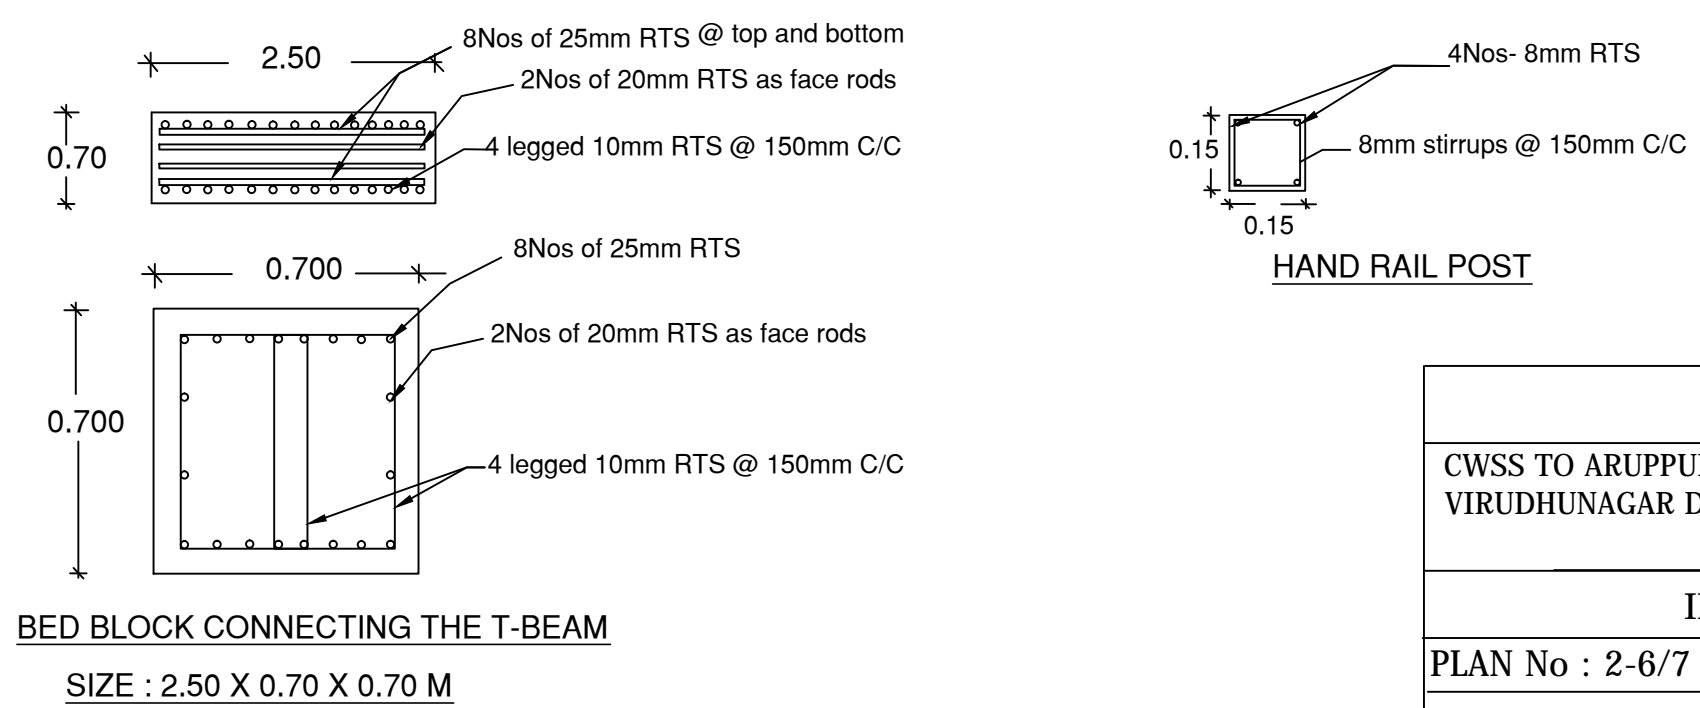 2.50
8Nos of 25mm RTS @ top and bottom
2Nos of 20mm RTS as face rods
0.70
4 legged 10mm RTS @ 150mm C/C
0.700
8Nos of 25mm RTS
2Nos of 20mm RTS as face rods
0.700
4 legged 10mm RTS @ 150mm C/C
BED BLOCK CONNECTING THE T-BEAM
SIZE : 2.50 X 0.70 X 0.70 M
4Nos- 8mm RTS
0.15
8mm stirrups @ 150mm C/C
0.15
HAND RAIL POST
CWSS TO
VIRUDHUNAGAR
PLAN No : 2-6/7